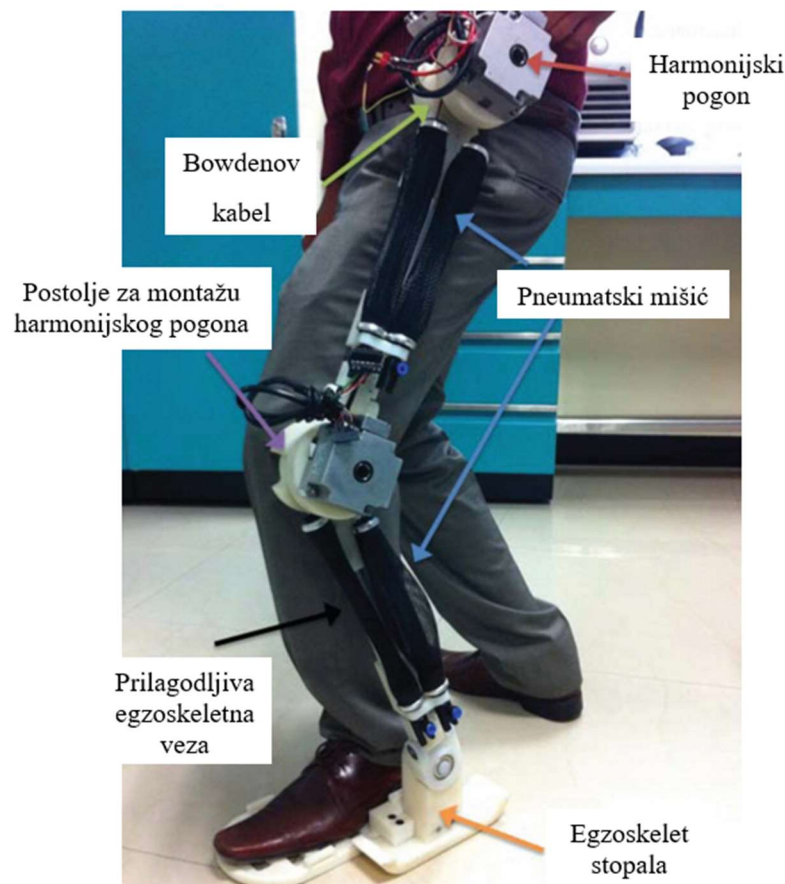 Harmonijski
pogon
Bowdenov
kabel
Postolje za montažu
harmonijskog pogona
Pneumatski mišić
Prilagodljiva
egzoskeletna
veza
Egzoskelet
stopala